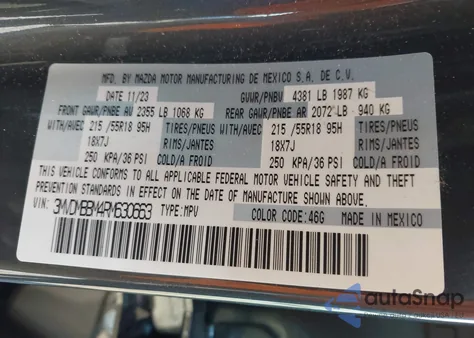 MFD. BY MAZDA MOTOR MANUFACTURING DE MEXICO S.A. DE C.V.
DATE 11/23 GVWR/PNBV 4381 LB 1987 KG
FRONT GAWR/PNBE AV 2355 LB 1068 KG REAR GAWR/PNBE AR 2072 LB 940 KG
WITH/AVEC 215 /55R18 95H TIRES/PNEUS WITH/AVEC 215 /55R18 95H TIRES/PNEUS
18X7J RIMS/JANTES 18X7J RIMS/JANTES
250 KPA/36 PSI COLD/A FROID 250 KPA/36 PSI COLD/A FROID
THIS VEHICLE CONFORMS TO ALL APPLICABLE FEDERAL MOTOR VEHICLE SAFETY AND THEFT
PREVENTION STANDARDS IN EFFECT ON THE DATE OF MANUFACTURE SHOWN ABOVE.
VIN: 3MVDMBBM4RM630663 TYPE: MPV COLOR CODE: 46G MADE IN MEXICO
autoSnap